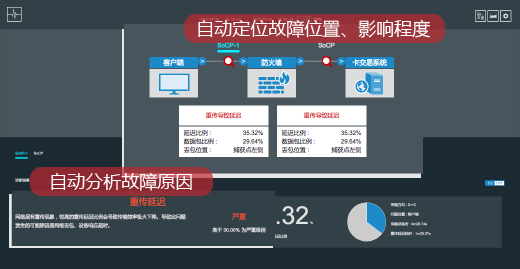 自动定位故障位置、影响程度
SoCP-1
SoCP
客户端
防火墙
卡交易系统
重传导致延迟
延迟比例： 35.32%
数据包比例： 29.64%
丢包位置： 捕获点左侧
重传导致延迟
延迟比例： 35.32%
数据包比例： 29.64%
丢包位置： 捕获点左侧
SoCP-1
SoCP
自动分析故障原因
重传延迟
严重
高于 30.00% 为严重级别
.32%